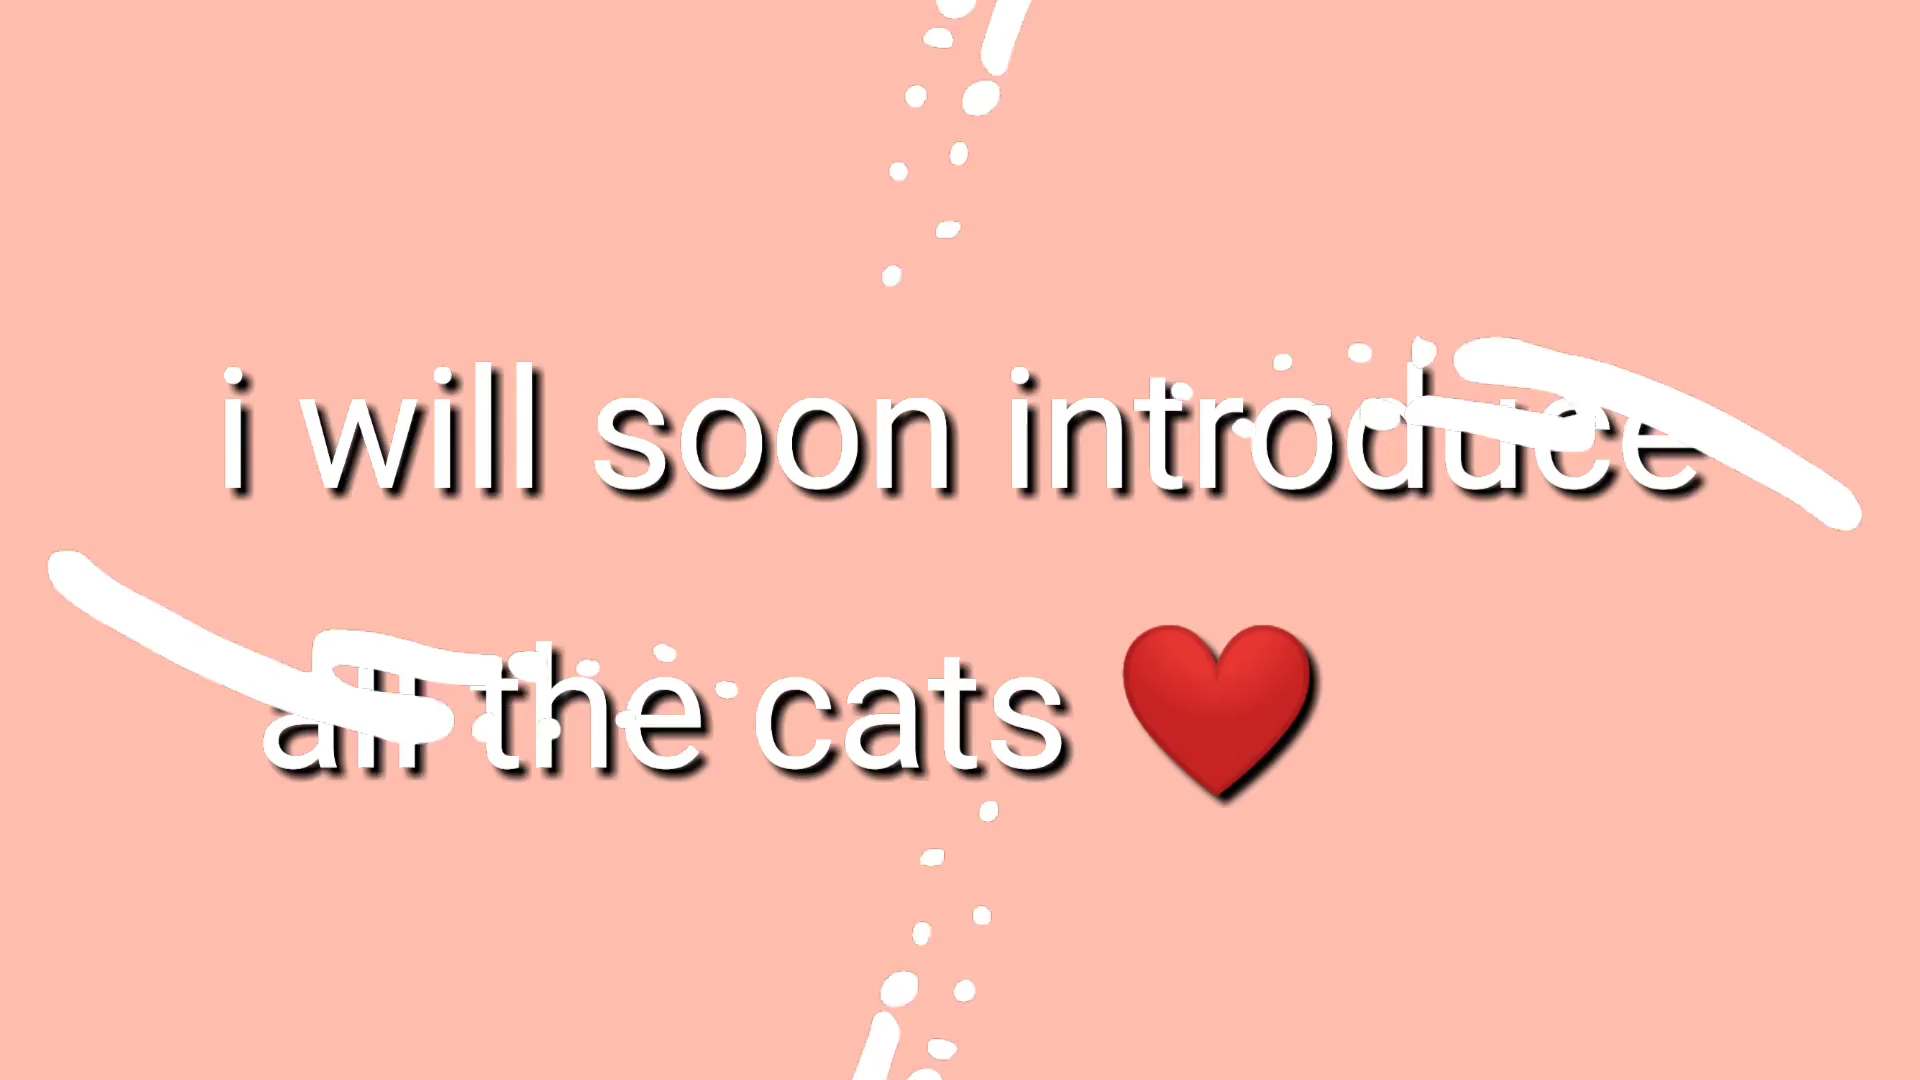 i will soon introduce
all the cats ❤️